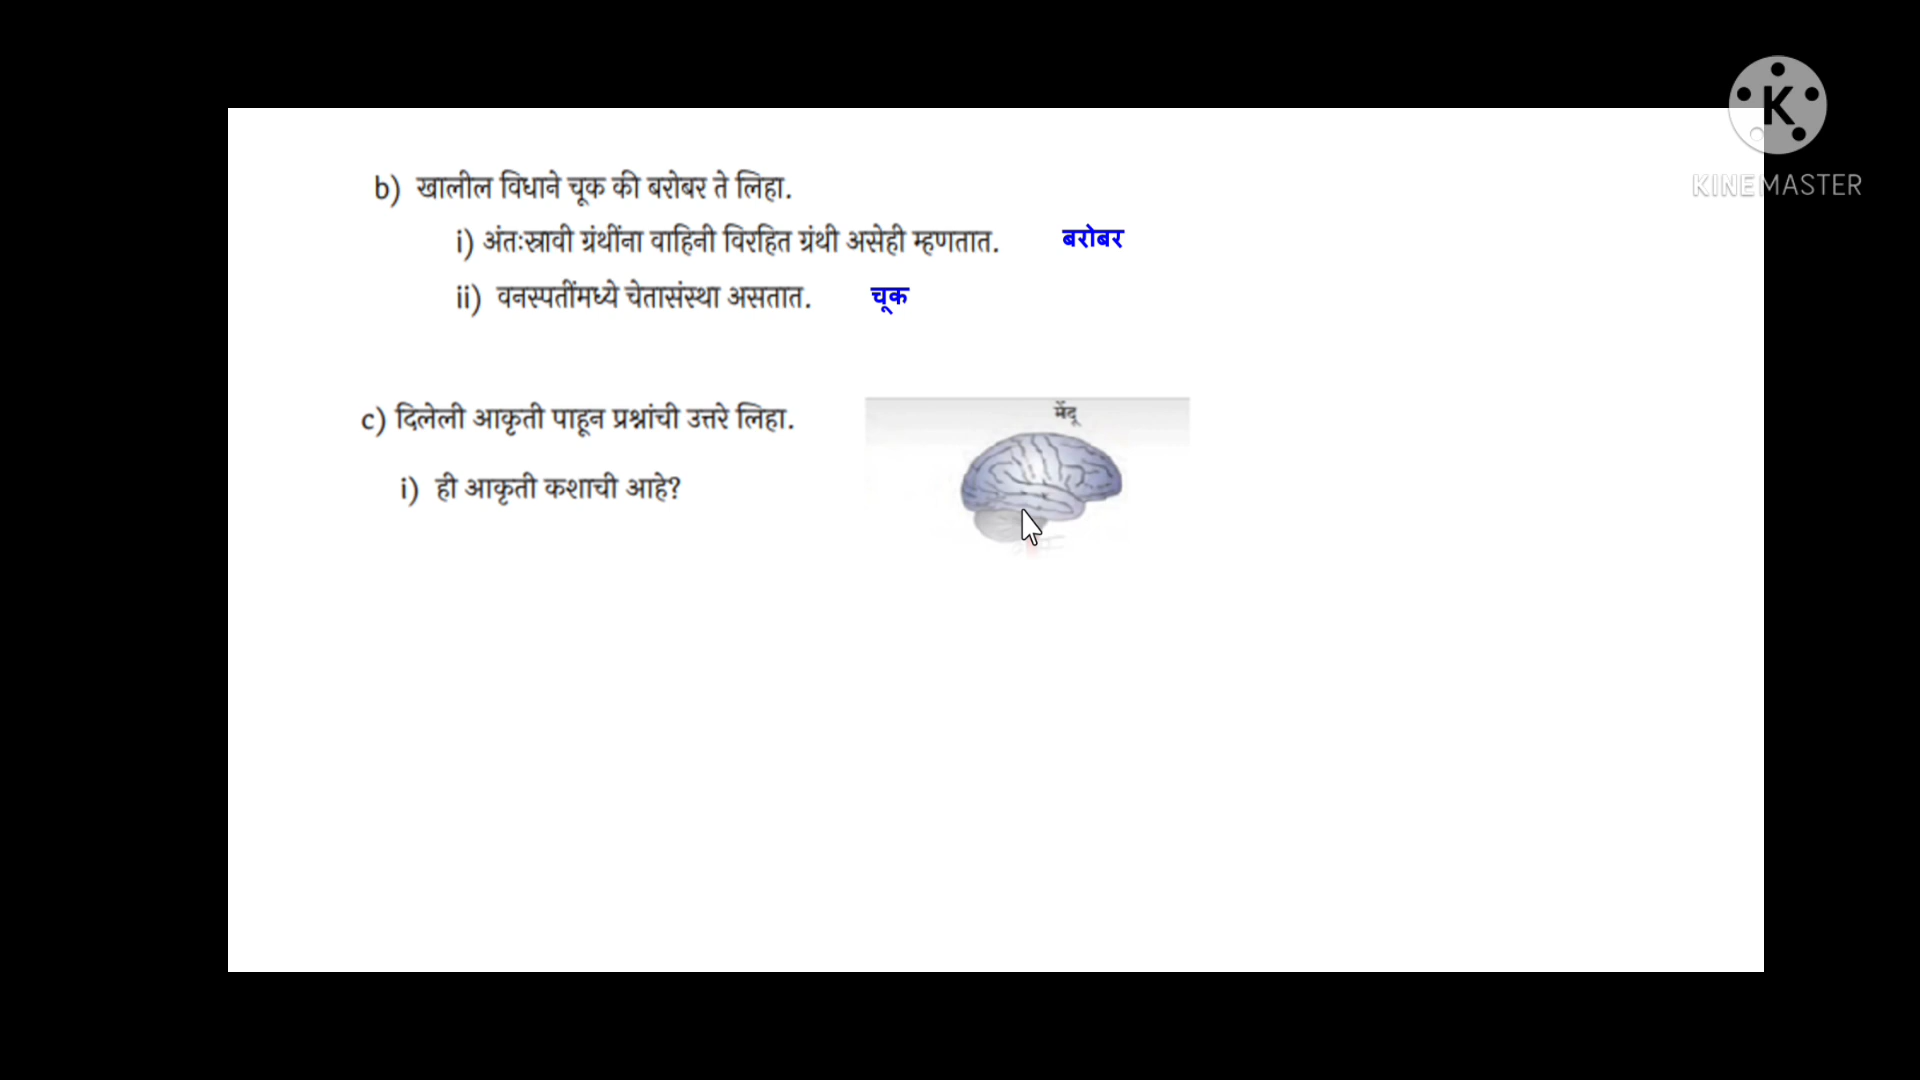 b) खालील विधाने चूक की बरोबर ते लिहा.
i) अंतःस्रावी ग्रंथींना वाहिनी विरहित ग्रंथी असेही म्हणतात. बरोबर
ii) वनस्पतींमध्ये चेतासंस्था असतात. चूक
c) दिलेली आकृती पाहून प्रश्नांची उत्तरे लिहा.
मेंदू
i) ही आकृती कशाची आहे?
K
KINEMASTER